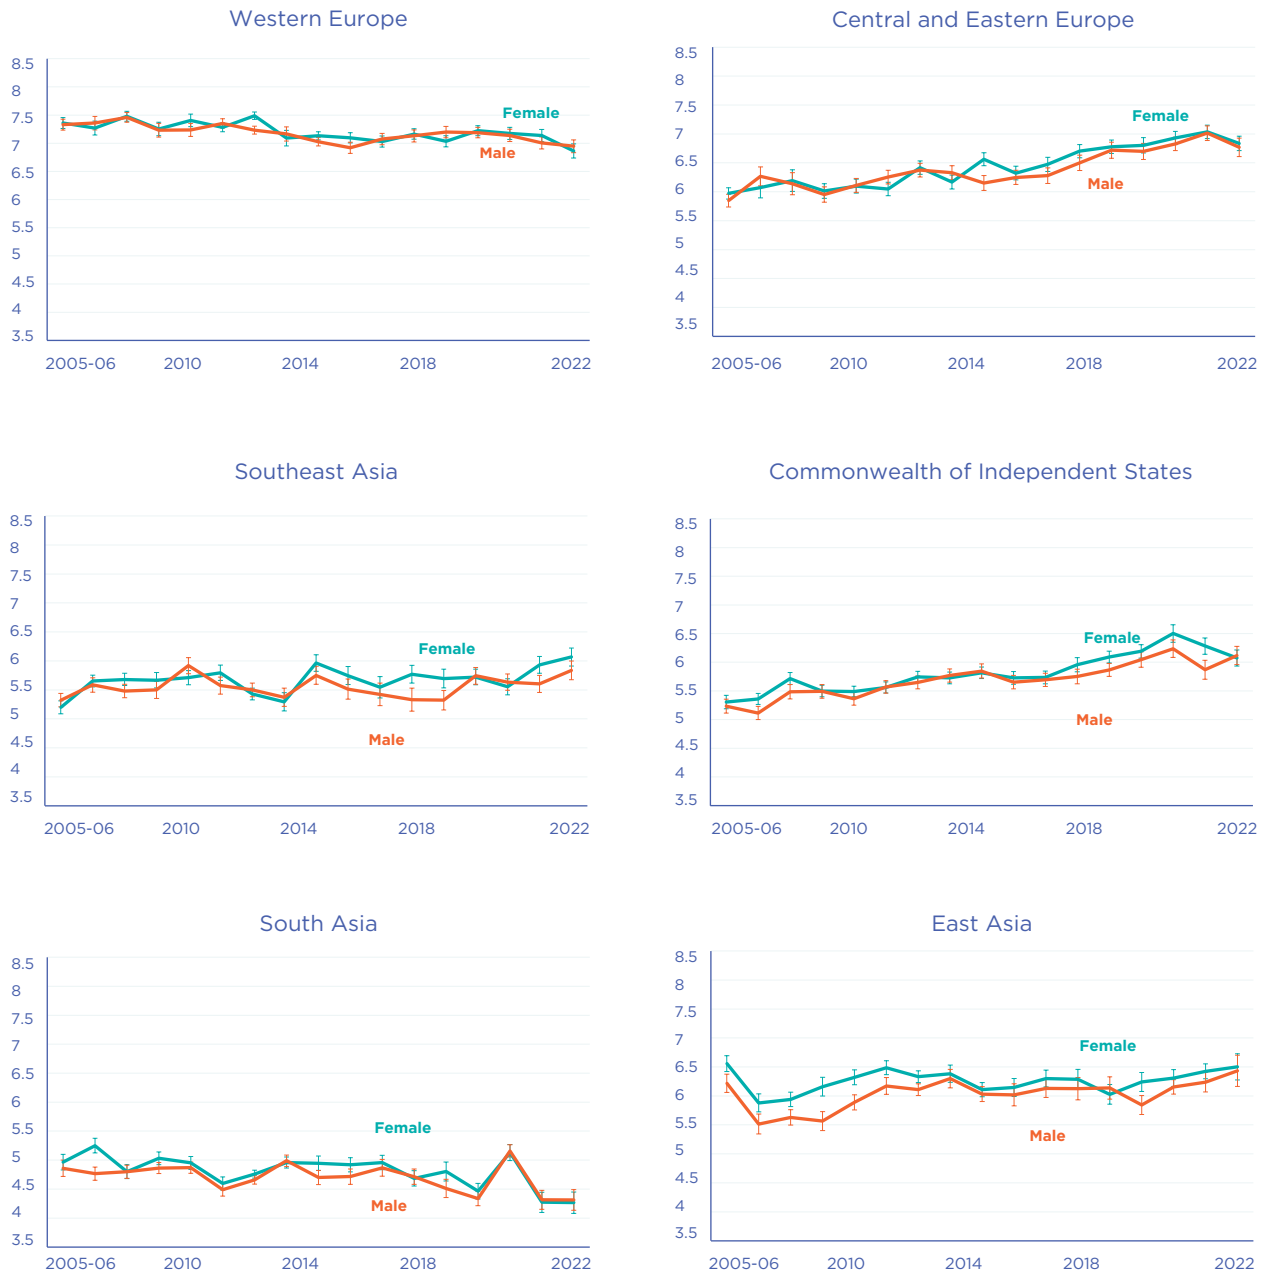 Western Europe
8.5
8
7.5
7
6.5
6
5.5
5
4.5
4
3.5
Female
Male
2005-06 2010 2014 2018 2022
Central and Eastern Europe
8.5
8
7.5
7
6.5
6
5.5
5
4.5
4
3.5
Female
Male
2005-06 2010 2014 2018 2022
Southeast Asia
8.5
8
7.5
7
6.5
6
5.5
5
4.5
4
3.5
Female
Male
2005-06 2010 2014 2018 2022
Commonwealth of Independent States
8.5
8
7.5
7
6.5
6
5.5
5
4.5
4
3.5
Female
Male
2005-06 2010 2014 2018 2022
South Asia
8.5
8
7.5
7
6.5
6
5.5
5
4.5
4
3.5
Female
Male
2005-06 2010 2014 2018 2022
East Asia
8.5
8
7.5
7
6.5
6
5.5
5
4.5
4
3.5
Female
Male
2005-06 2010 2014 2018 2022